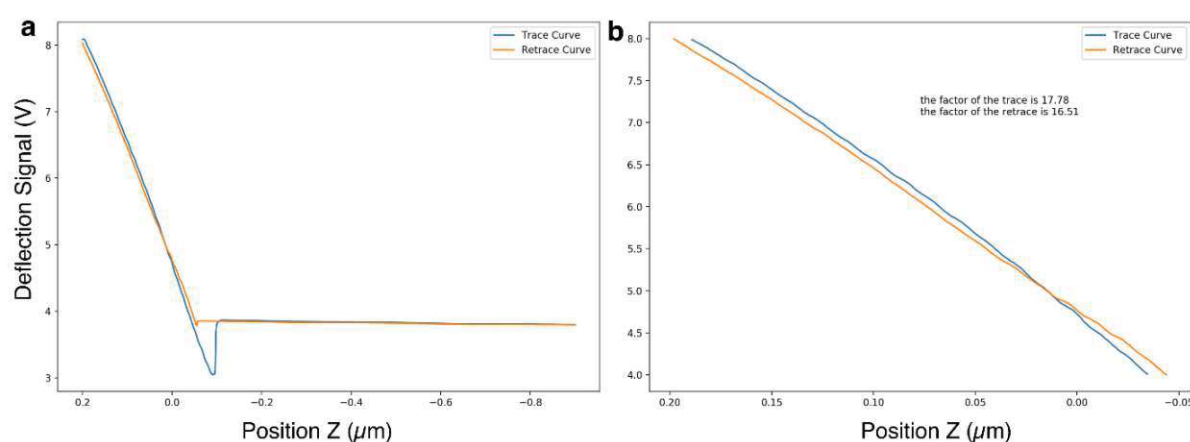 a
Deflection Signal (V)
8
7
6
5
4
3
0.2
0.0
−0.2
−0.4
−0.6
−0.8
Position Z (µm)
Trace Curve
Retrace Curve
b
8.0
7.5
7.0
6.5
6.0
5.5
5.0
4.5
4.0
0.20
0.15
0.10
0.05
0.00
−0.05
Position Z (µm)
Trace Curve
Retrace Curve
the factor of the trace is 17.78
the factor of the retrace is 16.51